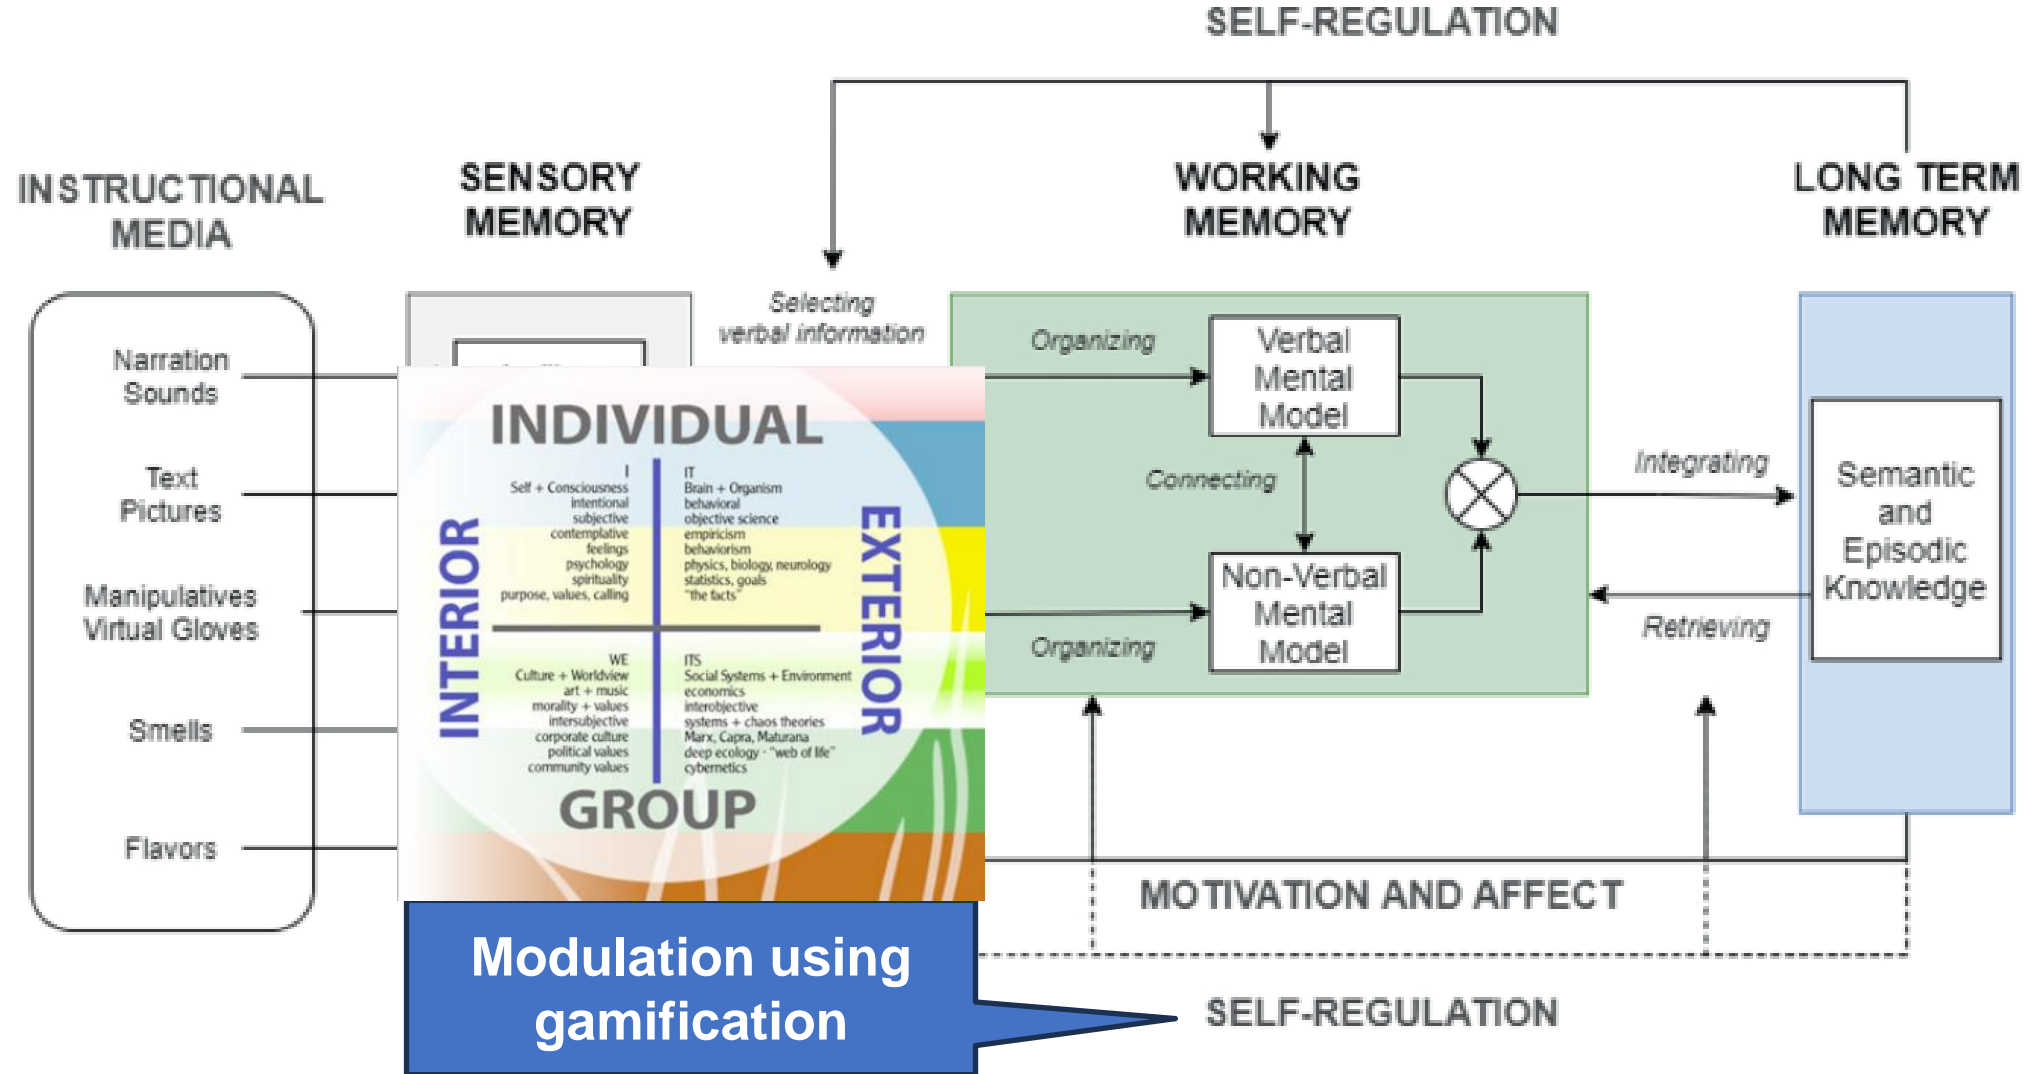 SELF-REGULATION
INSTRUCTIONAL
MEDIA
SENSORY
MEMORY
WORKING
MEMORY
LONG TERM
MEMORY
Narration
Sounds
Text
Pictures
Manipulatives
Virtual Gloves
Smells
Flavors
Selecting
verbal information
INDIVIDUAL
INTERIOR
EXTERIOR
I
Self + Consciousness
intentional
subjective
contemplative
feelings
psychology
spirituality
purpose, values, calling
IT
Brain + Organism
behavioral
objective science
empiricism
behaviorism
physics, biology, neurology
statistics, goals
"the facts"
WE
Culture + Worldview
art + music
morality + values
intersubjective
corporate culture
political values
community values
ITS
Social Systems + Environment
economics
interobjective
systems + chaos theories
Marx, Capra, Maturana
deep ecology - "web of life"
cybernetics
GROUP
Organizing
Verbal
Mental
Model
Connecting
Organizing
Non-Verbal
Mental
Model
Integrating
Retrieving
Semantic
and
Episodic
Knowledge
MOTIVATION AND AFFECT
Modulation using
gamification
SELF-REGULATION